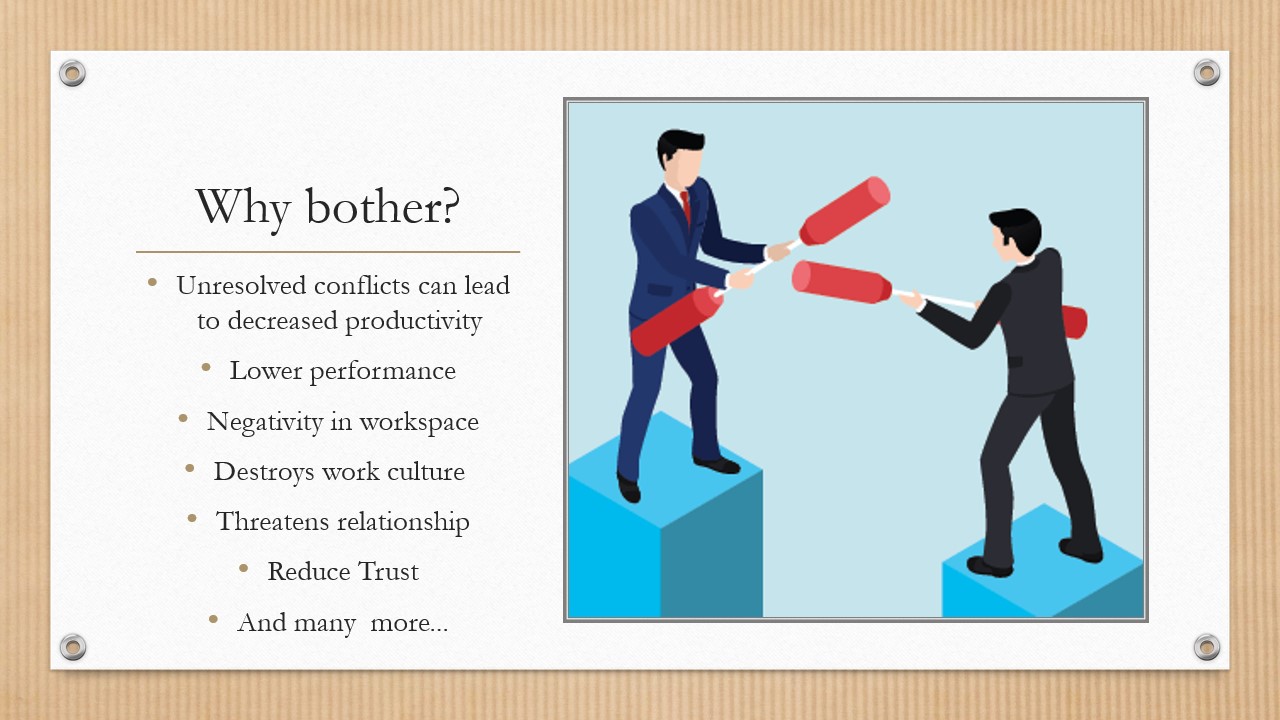 Why bother?
• Unresolved conflicts can lead
to decreased productivity
• Lower performance
• Negativity in workspace
• Destroys work culture
• Threatens relationship
• Reduce Trust
• And many  more...